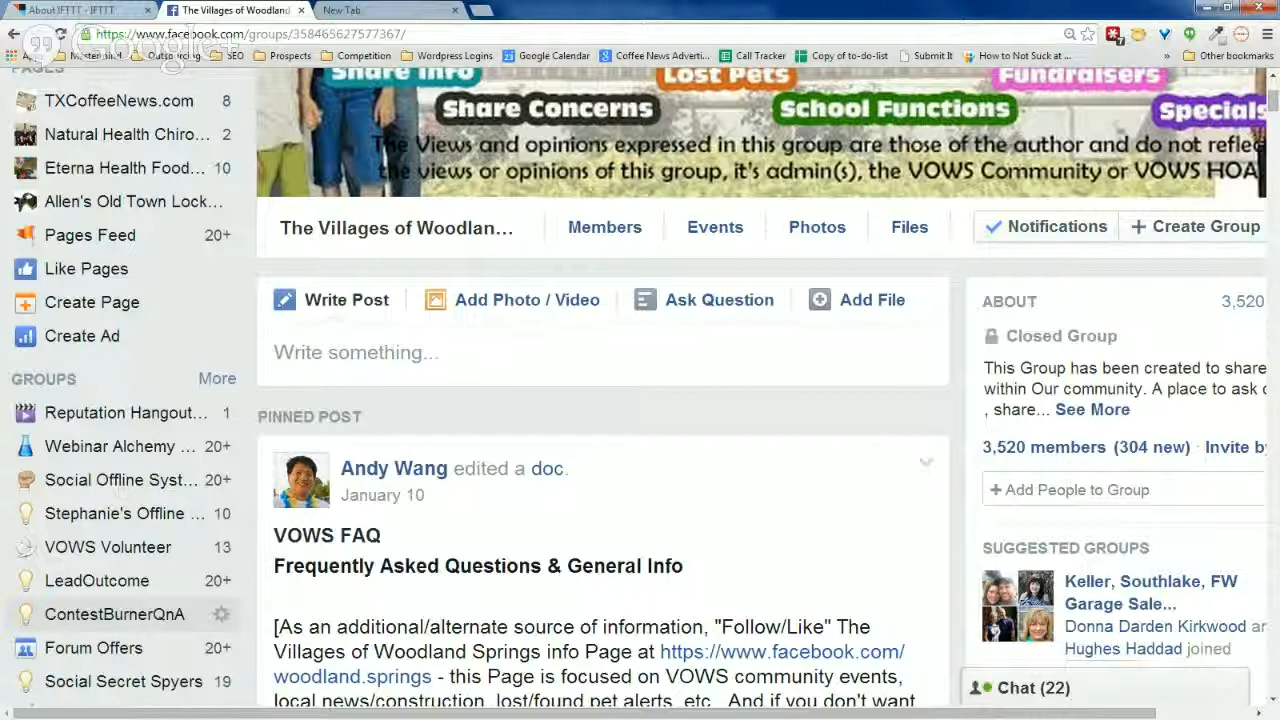 About IFTTT - IFTTT
The Villages of Woodland
New Tab
https://www.facebook.com/groups/358465627577367/
Google+
Apps
Outsourcing
SEO
Prospects
Competition
Wordpress Logins
Google Calendar
Coffee News Adverti...
Call Tracker
Copy of to-do-list
Submit It
How to Not Suck at ...
»
Other bookmarks
PAGES
TXCoffeeNews.com 8
Natural Health Chiro... 2
Eterna Health Food... 10
Allen's Old Town Lock...
Pages Feed 20+
Like Pages
Create Page
Create Ad
GROUPS More
Reputation Hangout... 1
Webinar Alchemy ... 20+
Social Offline Syst... 20+
Stephanie's Offline ... 10
VOWS Volunteer 13
LeadOutcome 20+
ContestBurnerQnA
Forum Offers 20+
Social Secret Spyers 19
Share Info
Lost Pets
Fundraisers
Share Concerns
School Functions
Specials
The Views and opinions expressed in this group are those of the author and do not reflec
the views or opinions of this group, it's admin(s), the VOWS Community or VOWS HOA
The Villages of Woodlan...
Members
Events
Photos
Files
Notifications
+ Create Group
Write Post
Add Photo / Video
Ask Question
Add File
Write something...
PINNED POST
Andy Wang edited a doc.
January 10
VOWS FAQ
Frequently Asked Questions & General Info
[As an additional/alternate source of information, "Follow/Like" The
Villages of Woodland Springs info Page at https://www.facebook.com/
woodland.springs - this Page is focused on VOWS community events,
local news/construction, lost/found pet alerts, etc. And if you don't want
ABOUT 3,520
Closed Group
This Group has been created to share
within Our community. A place to ask
, share... See More
3,520 members (304 new) · Invite by
+ Add People to Group
SUGGESTED GROUPS
Keller, Southlake, FW
Garage Sale...
Donna Darden Kirkwood
Hughes Haddad joined
Chat (22)